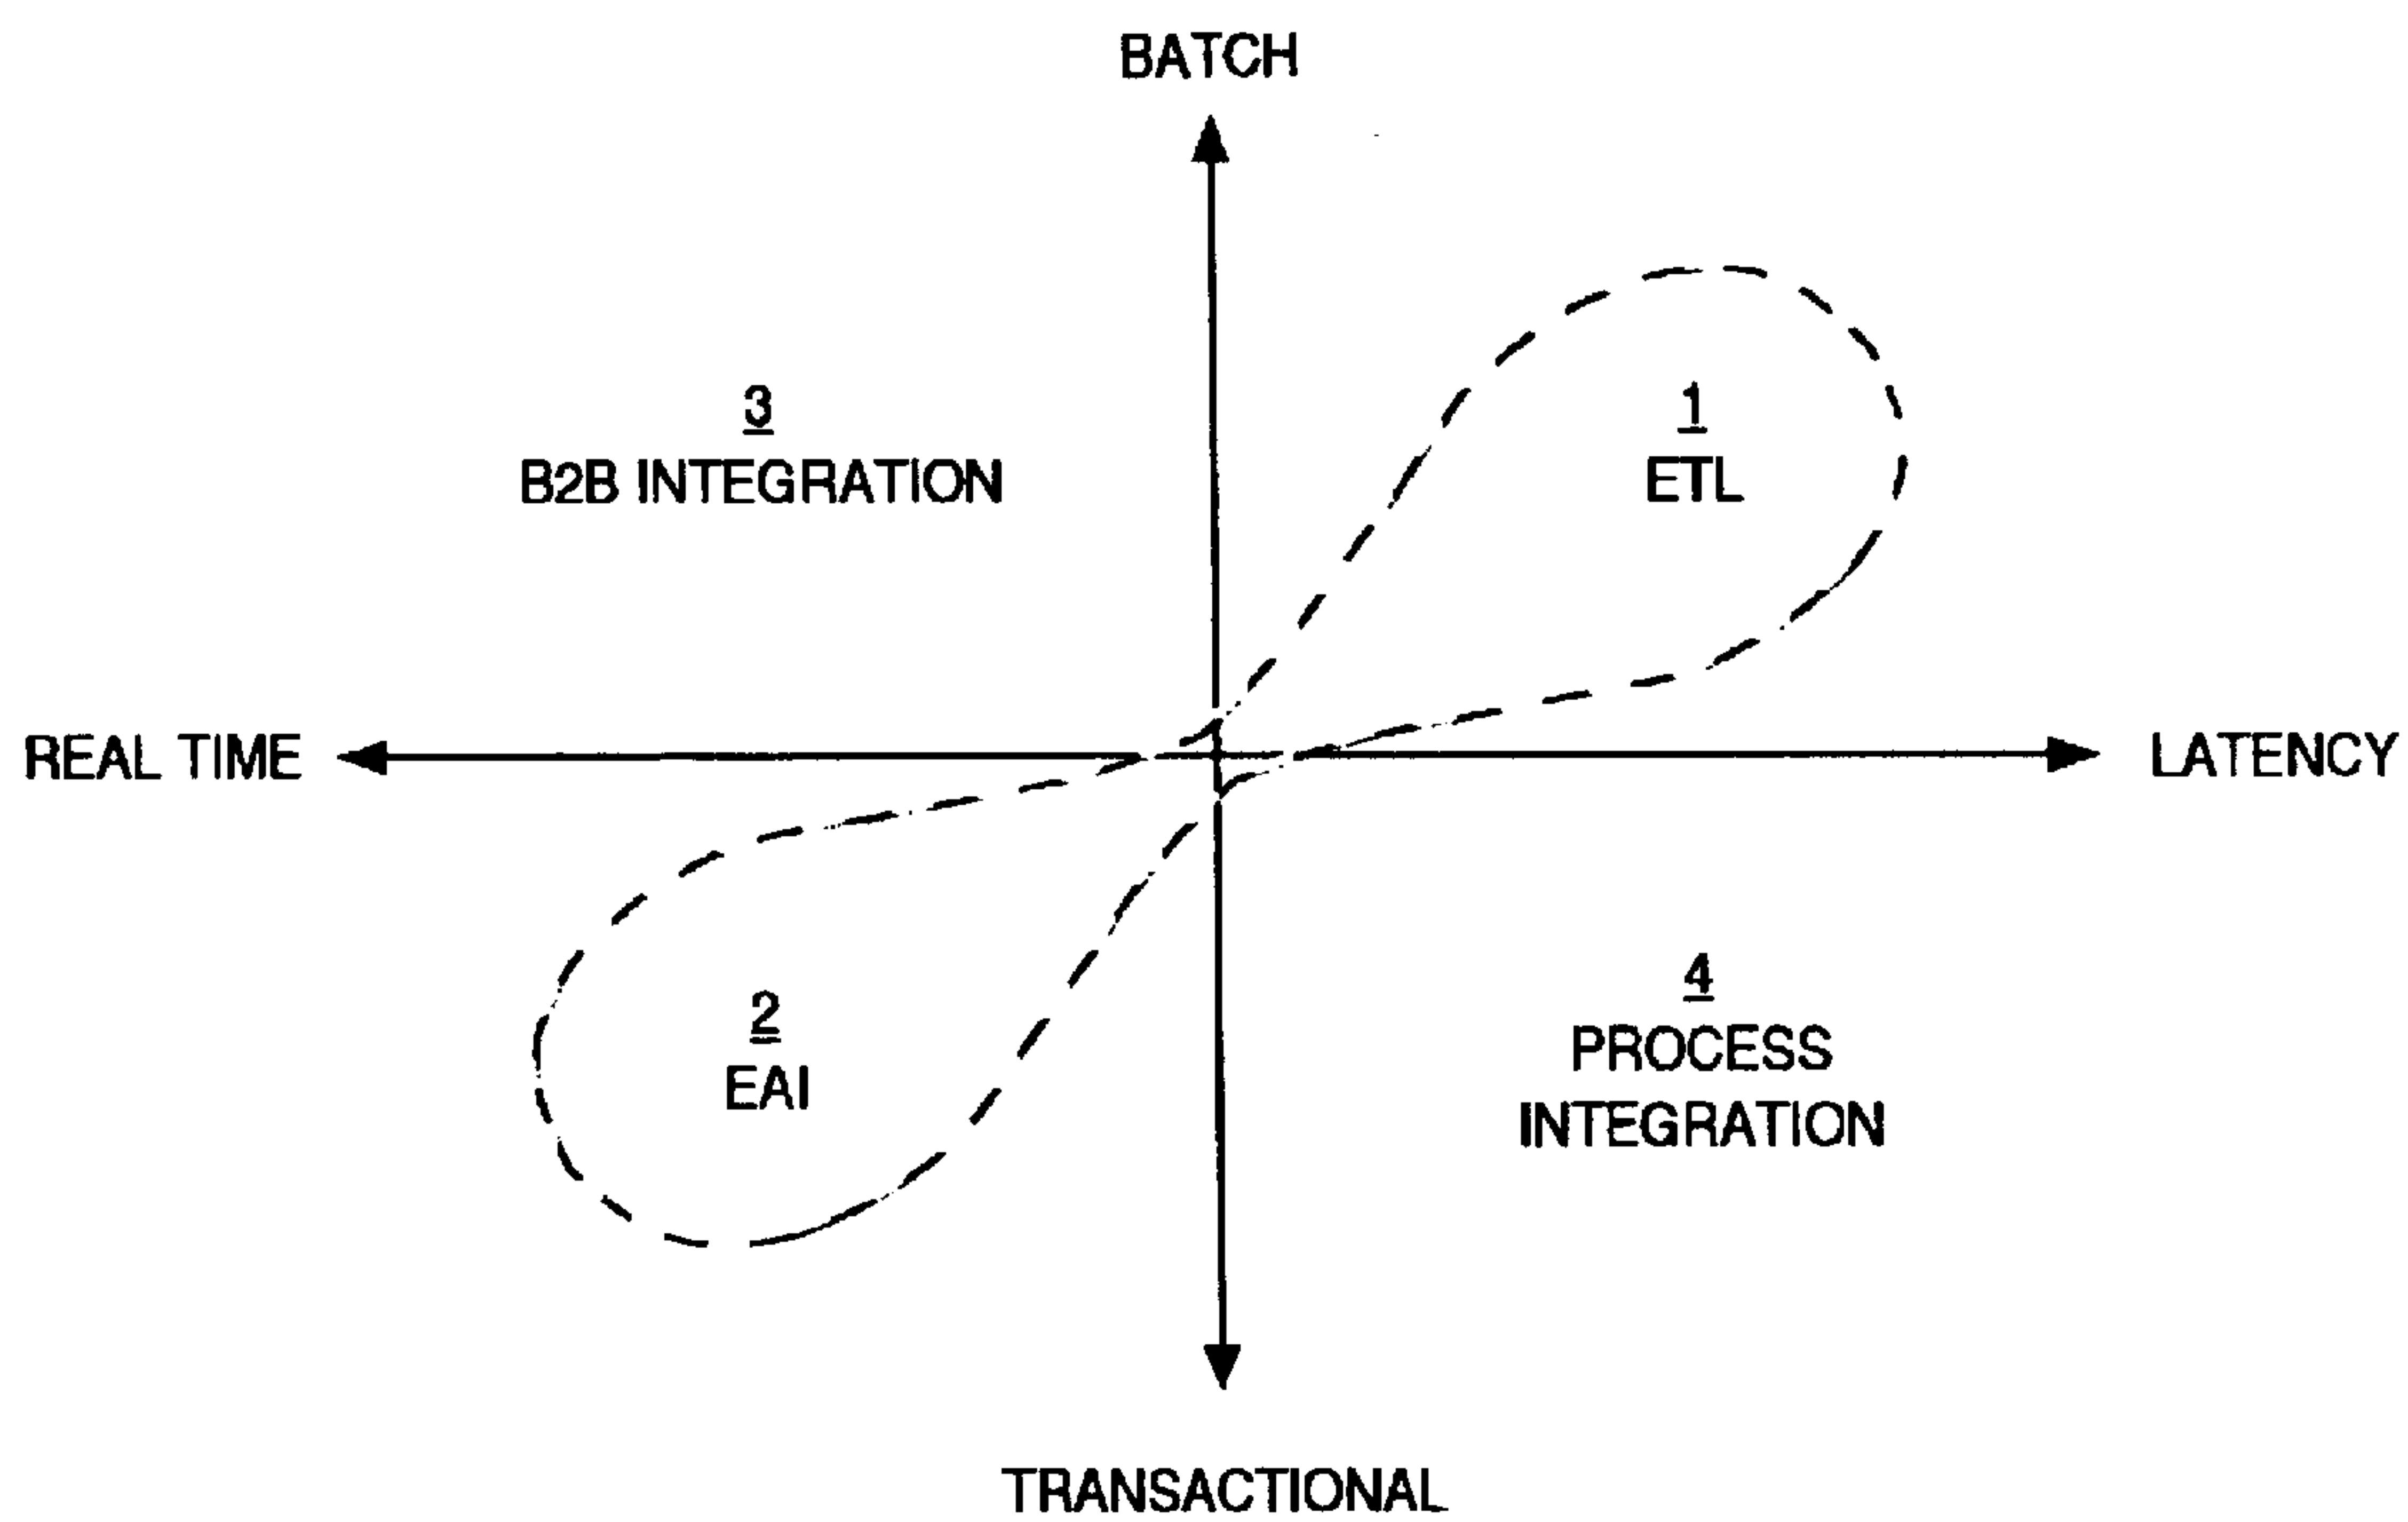 BATCH
3
B2B INTEGRATION
1
ETL
REAL TIME
LATENCY
2
EAI
4
PROCESS
INTEGRATION
TRANSACTIONAL